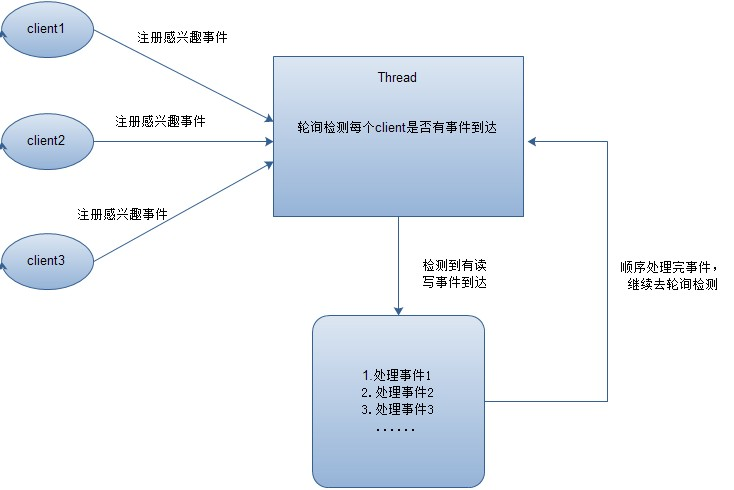 client1
注册感兴趣事件
Thread
client2
注册感兴趣事件
轮询检测每个client是否有事件到达
注册感兴趣事件
client3
检测到有读
写事件到达
顺序处理完事件，
继续去轮询检测
1.处理事件1
2. 处理事件2
3. 处理事件3
......